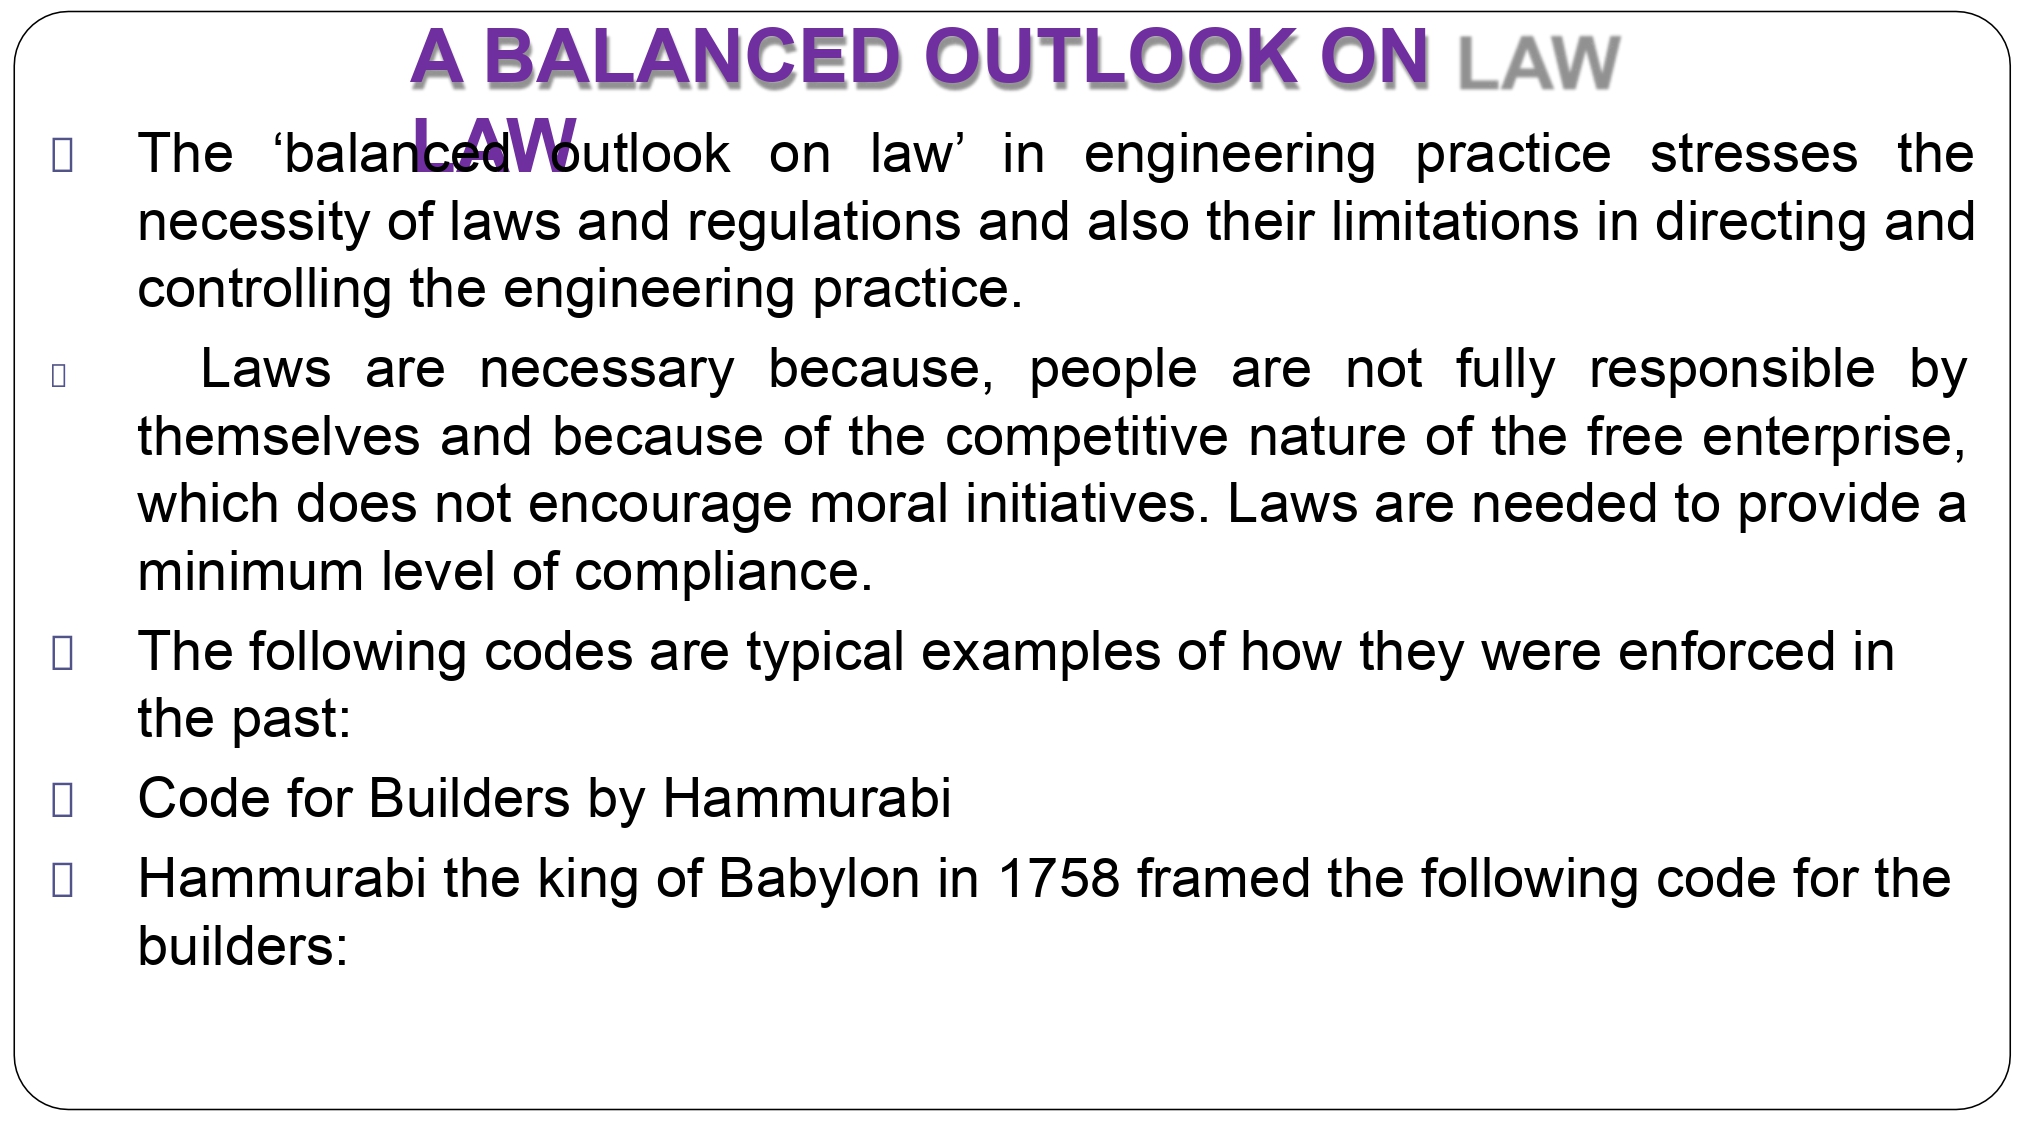 A BALANCED OUTLOOK ON LAW
LAW
The ‘balanced outlook on law’ in engineering practice stresses the
necessity of laws and regulations and also their limitations in directing and
controlling the engineering practice.
Laws are necessary because, people are not fully responsible by
themselves and because of the competitive nature of the free enterprise,
which does not encourage moral initiatives. Laws are needed to provide a
minimum level of compliance.
The following codes are typical examples of how they were enforced in
the past:
Code for Builders by Hammurabi
Hammurabi the king of Babylon in 1758 framed the following code for the
builders: